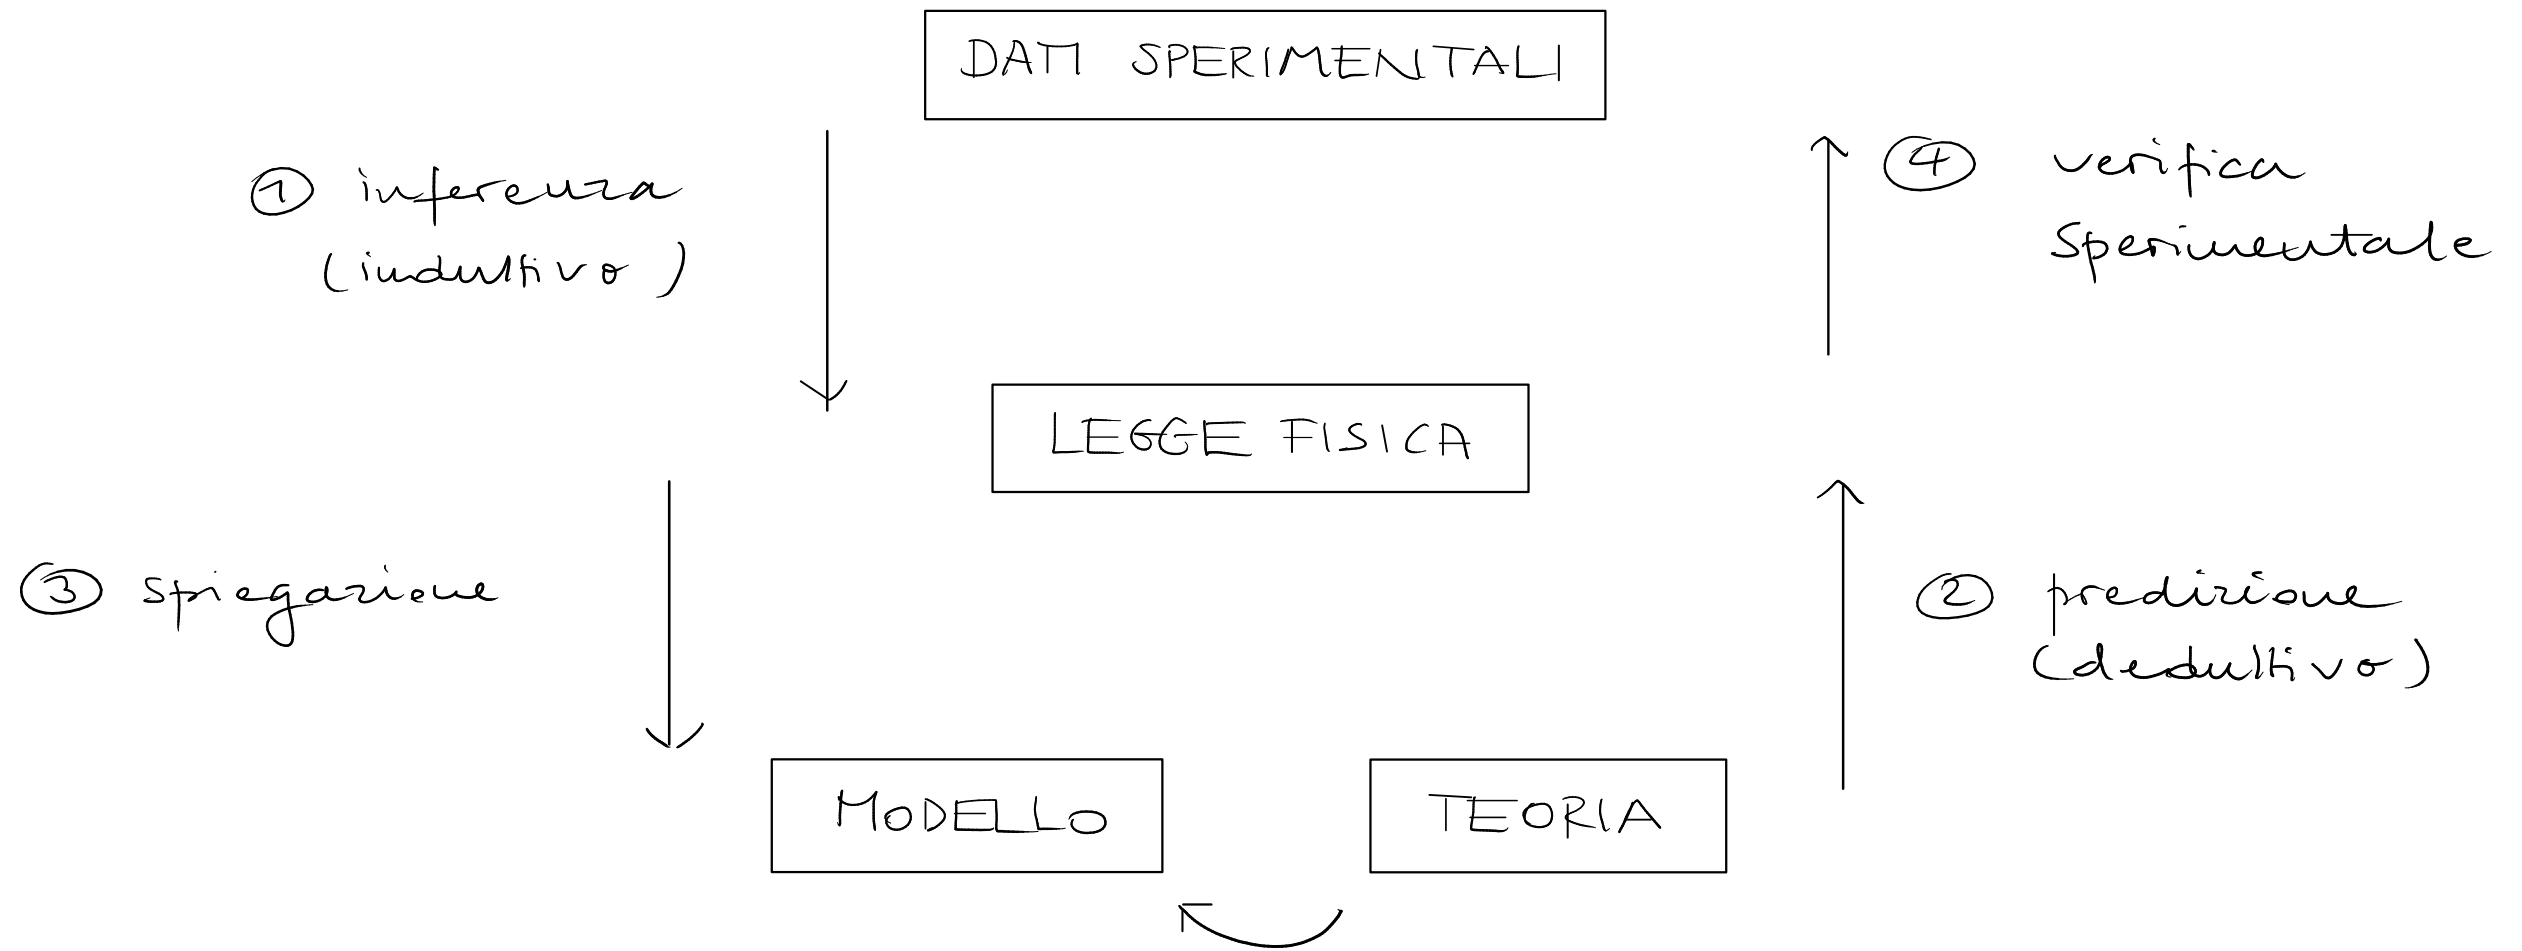 DATI SPERIMENTALI
① inferenza
(induttivo)
④ verifica
sperimentale
LEGGE FISICA
③ spiegazione
② predizione
(deduttivo)
MODELLO
TEORIA